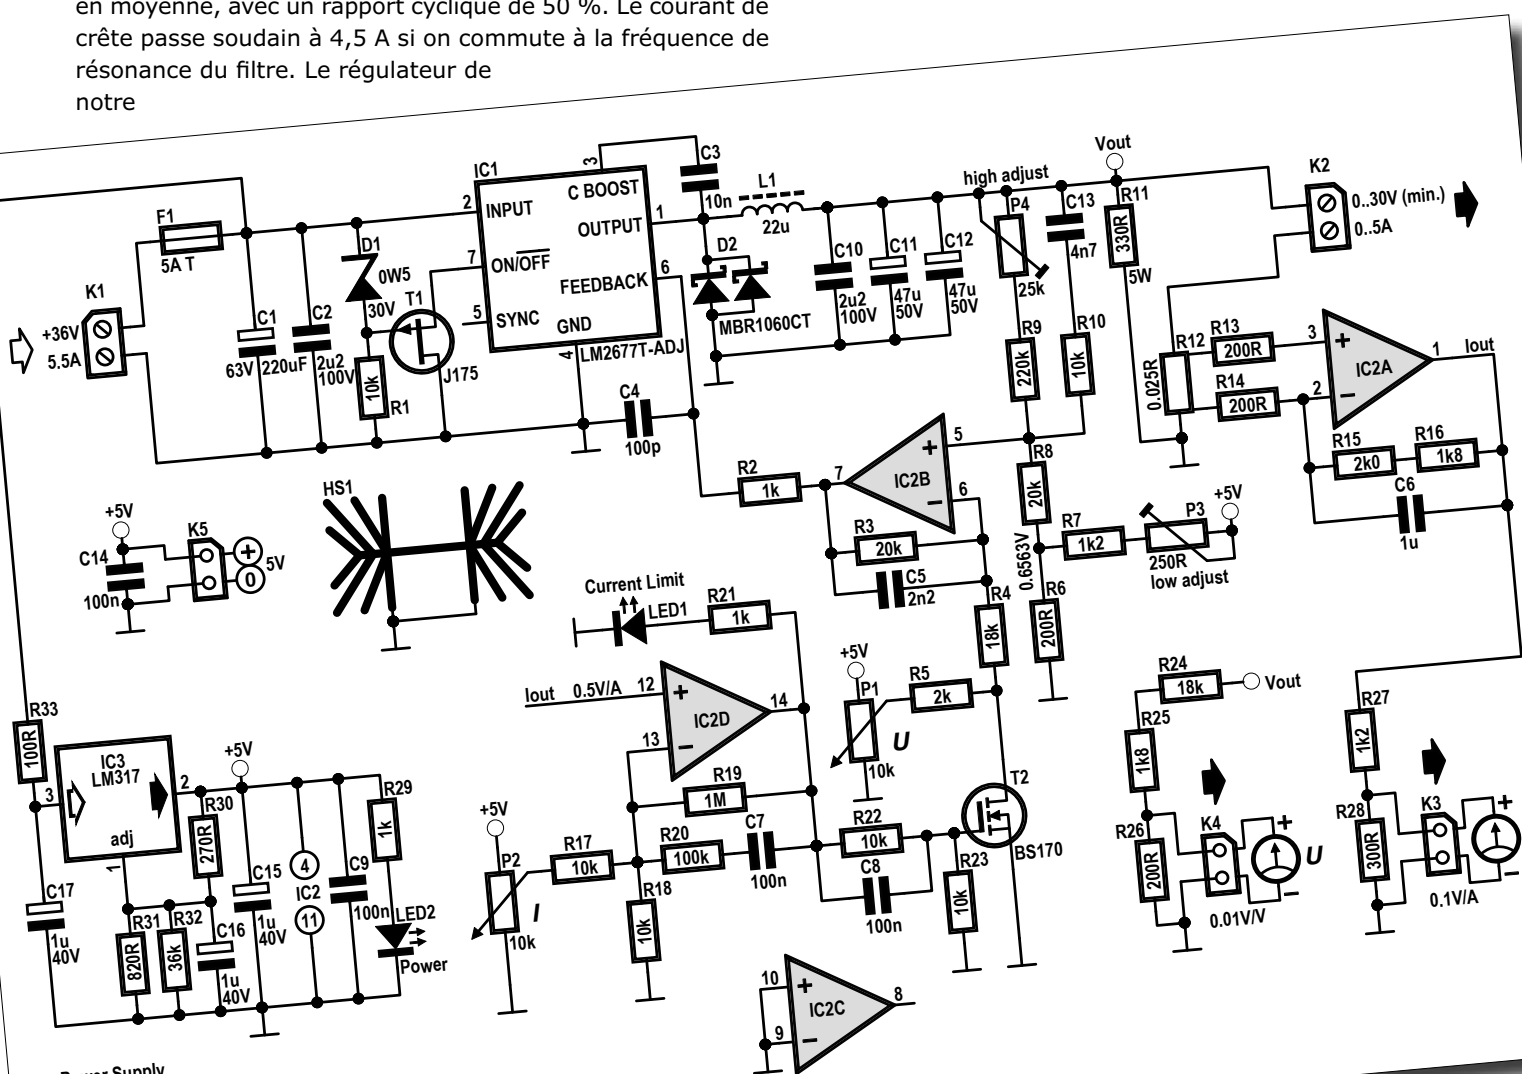 en moyenne, avec un rapport cyclique de 50 %. Le courant de
crête passe soudain à 4,5 A si on commute à la fréquence de
résonance du filtre. Le régulateur de
notre
K1
+36V
5.5A
F1
5A T
C1
63V 220uF
C2
2u2
100V
D1
0W5
30V
T1
J175
10k
R1
IC1
INPUT
C BOOST
OUTPUT
ON/OFF
FEEDBACK
SYNC
GND
LM2677T-ADJ
2
7
5
3
1
6
4
C3
10n
L1
22u
D2
MBR1060CT
C4
100p
C10
2u2
100V
C11
47u
50V
C12
47u
50V
high adjust
P4
25k
C13
4n7
R9
220k
R10
10k
Vout
R11
330R
5W
K2
0..30V (min.)
0..5A
R12
0.025R
R13
200R
R14
200R
3
2
1
+
−
IC2A
Iout
R15
2k0
R16
1k8
C6
1u
R2
1k
7
5
6
+
−
IC2B
R3
20k
C5
2n2
R8
20k
0.6563V
R7
1k2
P3
250R
low adjust
+5V
R6
200R
R4
18k
HS1
+5V
C14
100n
K5
+
0
5V
Current Limit
LED1
R21
1k
Iout 0.5V/A
12
13
14
+
−
IC2D
R19
1M
+5V
P1
10k
U
R5
2k
T2
BS170
R22
10k
C8
100n
R23
10k
+5V
P2
10k
I
R17
10k
R20
100k
C7
100n
R18
10k
R24
18k
Vout
R25
1k8
R26
200R
K4
+
−
U
0.01V/V
R27
1k2
R28
300R
K3
+
−
0.1V/A
R33
100R
IC3
LM317
adj
3
2
1
+5V
C17
1u
40V
R30
270R
R31
820R
R32
36k
C16
1u
40V
C15
1u
40V
4
IC2
11
C9
100n
R29
1k
LED2
Power
10
9
8
+
−
IC2C